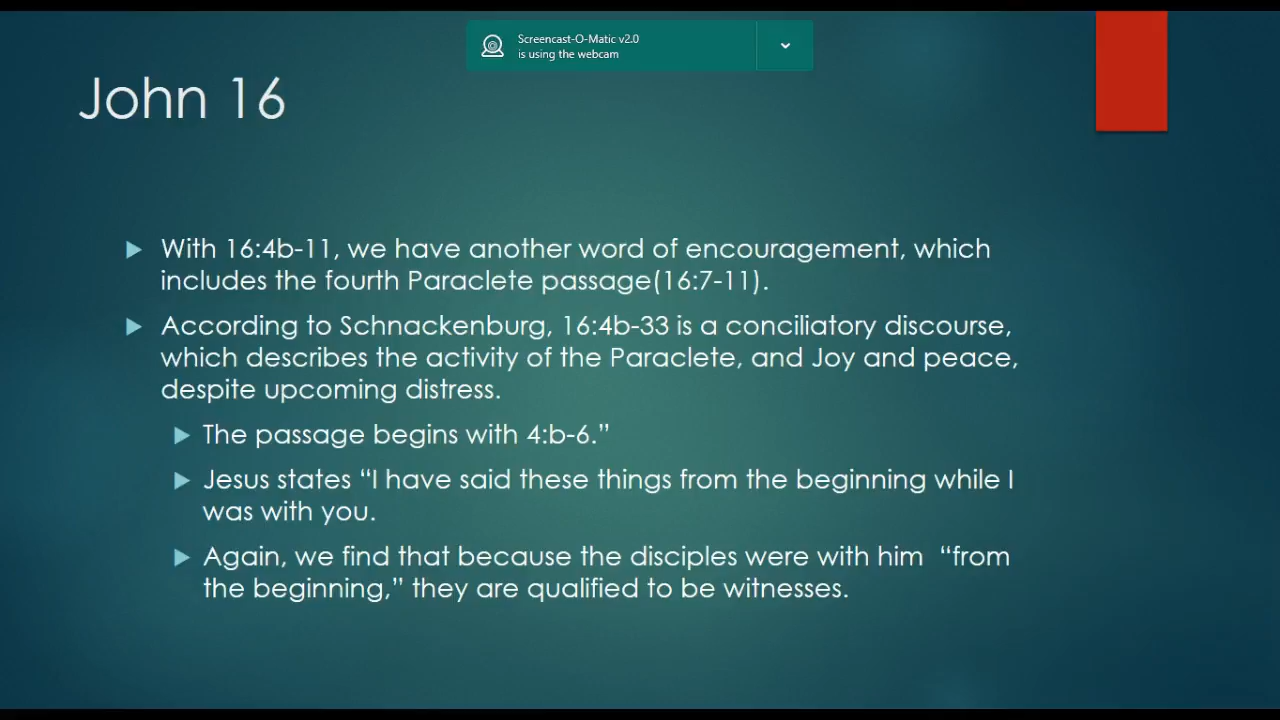 Screencast-O-Matic v2.0
is using the webcam
John 16
With 16:4b-11, we have another word of encouragement, which
includes the fourth Paraclete passage(16:7-11).
According to Schnackenburg, 16:4b-33 is a conciliatory discourse,
which describes the activity of the Paraclete, and Joy and peace,
despite upcoming distress.
The passage begins with 4:b-6.”
Jesus states “I have said these things from the beginning while I
was with you.
Again, we find that because the disciples were with him “from
the beginning,” they are qualified to be witnesses.